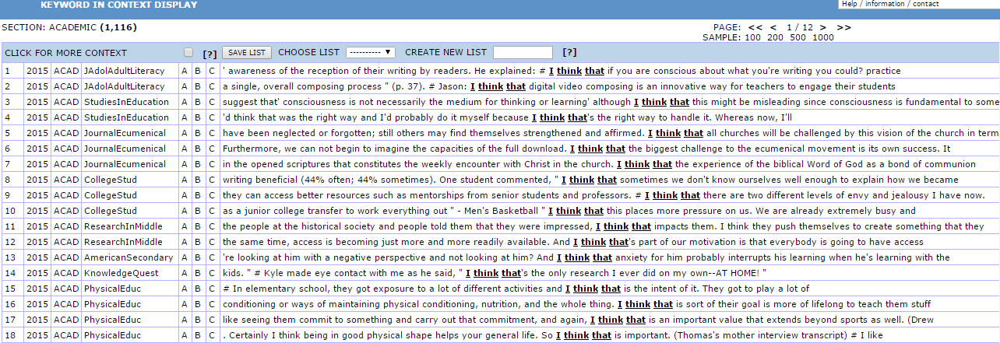 KEYWORD IN CONTEXT DISPLAY
Help / information / contact
SECTION: ACADEMIC (1,116)
PAGE: << < 1 / 12 > >>
SAMPLE: 100 200 500 1000
CLICK FOR MORE CONTEXT [?] SAVE LIST CHOOSE LIST ---------- CREATE NEW LIST [?]
1 2015 ACAD JAdolAdultLiteracy A B C ' awareness of the reception of their writing by readers. He explained: # I think that if you are conscious about what you're writing you could? practice
2 2015 ACAD JAdolAdultLiteracy A B C a single, overall composing process " (p. 37). # Jason: I think that digital video composing is an innovative way for teachers to engage their students
3 2015 ACAD StudiesInEducation A B C suggest that' consciousness is not necessarily the medium for thinking or learning' although I think that this might be misleading since consciousness is fundamental to some
4 2015 ACAD StudiesInEducation A B C 'd think that was the right way and I'd probably do it myself because I think that's the right way to handle it. Whereas now, I'll
5 2015 ACAD JournalEcumenical A B C have been neglected or forgotten; still others may find themselves strengthened and affirmed. I think that all churches will be challenged by this vision of the church in term
6 2015 ACAD JournalEcumenical A B C Furthermore, we can not begin to imagine the capacities of the full download. I think that the biggest challenge to the ecumenical movement is its own success. It
7 2015 ACAD JournalEcumenical A B C in the opened scriptures that constitutes the weekly encounter with Christ in the church. I think that the experience of the biblical Word of God as a bond of communion
8 2015 ACAD CollegeStud A B C writing beneficial (44% often; 44% sometimes). One student commented, " I think that sometimes we don't know ourselves well enough to explain how we became
9 2015 ACAD CollegeStud A B C they can access better resources such as mentorships from senior students and professors. # I think that there are two different levels of envy and jealousy I have now.
10 2015 ACAD CollegeStud A B C as a junior college transfer to work everything out " - Men's Basketball " I think that this places more pressure on us. We are already extremely busy and
11 2015 ACAD ResearchInMiddle A B C the people at the historical society and people told them that they were impressed, I think that impacts them. I think they push themselves to create something that they
12 2015 ACAD ResearchInMiddle A B C the same time, access is becoming just more and more readily available. And I think that's part of our motivation is that everybody is going to have access
13 2015 ACAD AmericanSecondary A B C 're looking at him with a negative perspective and not looking at him? And I think that anxiety for him probably interrupts his learning when he's learning with the
14 2015 ACAD KnowledgeQuest A B C kids. " # Kyle made eye contact with me as he said, " I think that's the only research I ever did on my own--AT HOME! "
15 2015 ACAD PhysicalEduc A B C # In elementary school, they got exposure to a lot of different activities and I think that is the intent of it. They got to play a lot of
16 2015 ACAD PhysicalEduc A B C conditioning or ways of maintaining physical conditioning, nutrition, and the whole thing. I think that is sort of their goal is more of lifelong to teach them stuff
17 2015 ACAD PhysicalEduc A B C like seeing them commit to something and carry out that commitment, and again, I think that is an important value that extends beyond sports as well. (Drew
18 2015 ACAD PhysicalEduc A B C . Certainly I think being in good physical shape helps your general life. So I think that is important. (Thomas's mother interview transcript) # I like